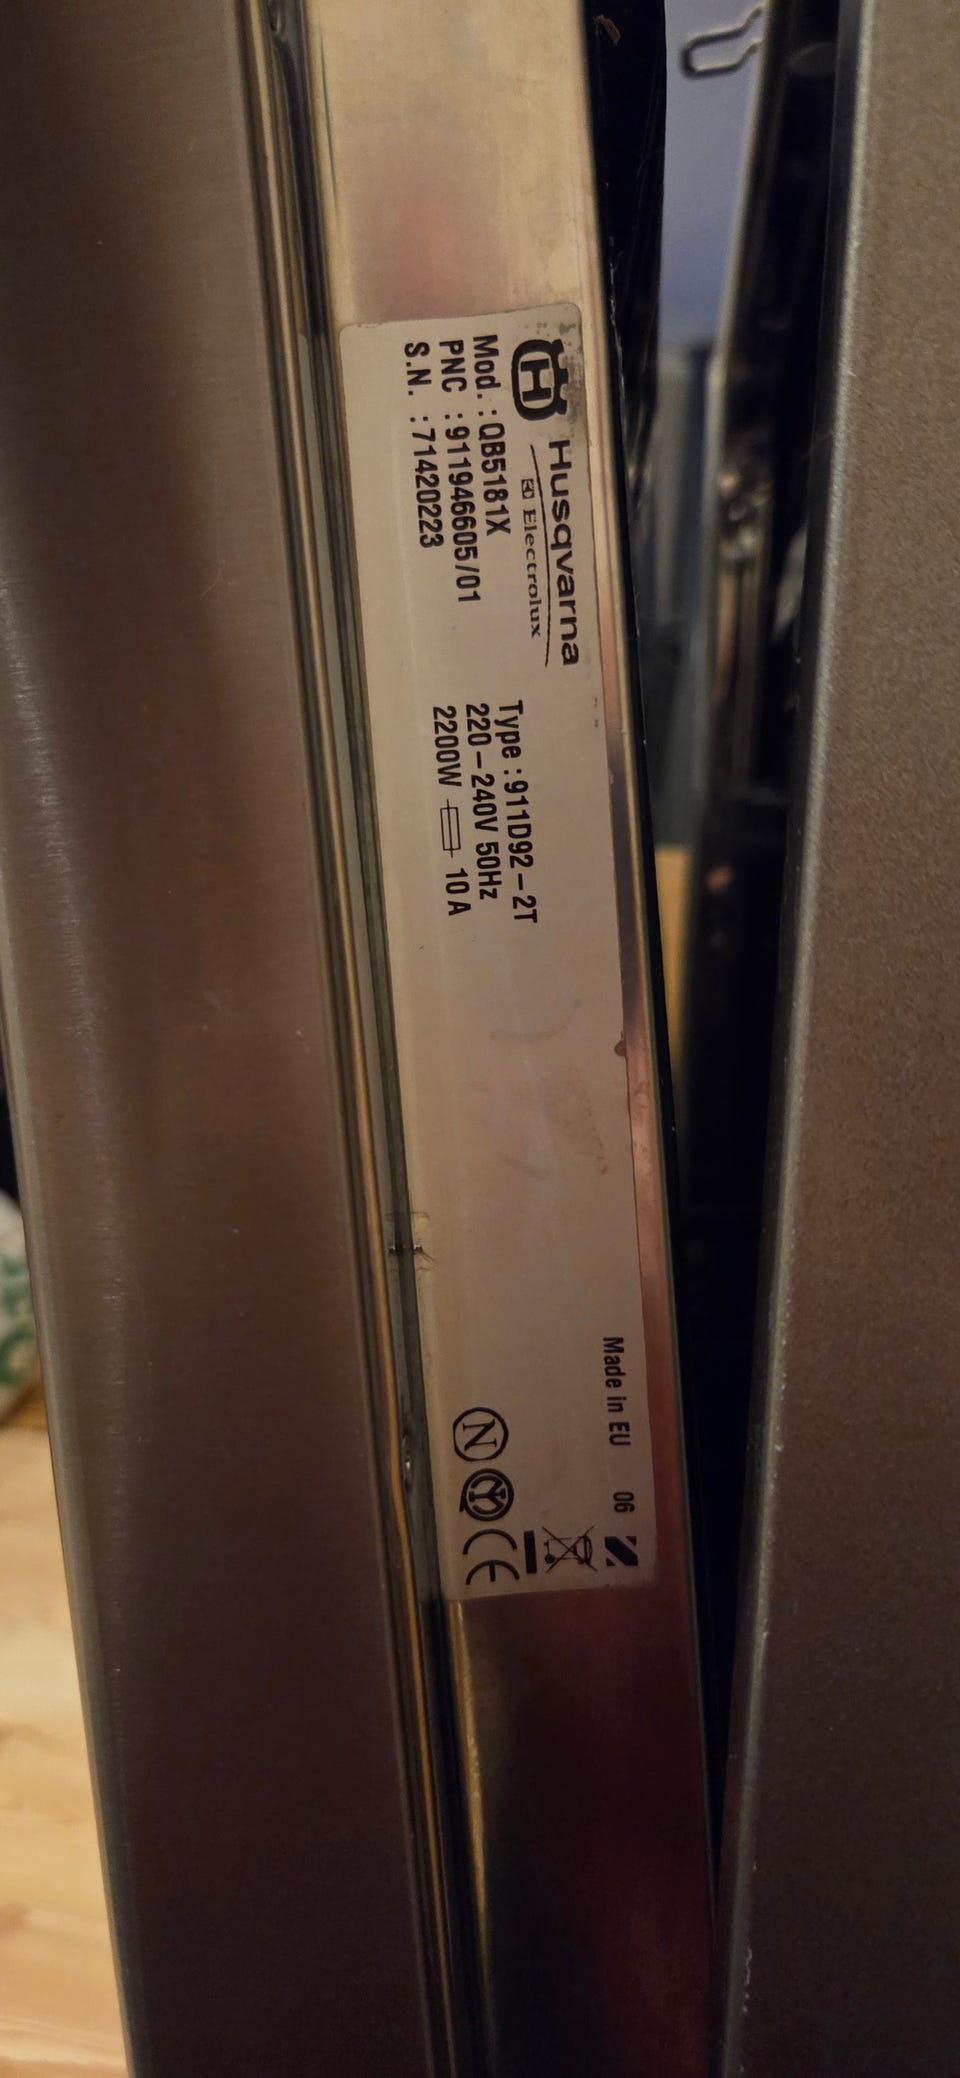 Husqvarna
Electrolux
Mod. : QB5181X
PNC : 911946605/01
S.N. : 71420223
Type : 911D92-2T
220-240V 50Hz
2200W 10 A
Made in EU 06
N
CE